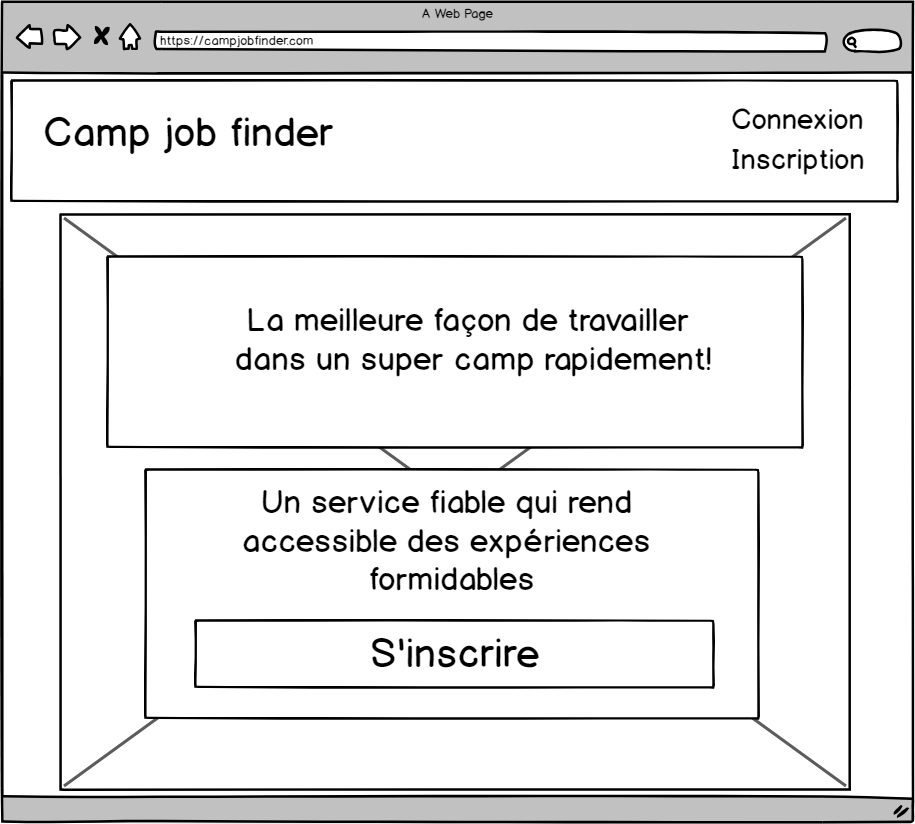 A Web Page
https://campjobfinder.com
Camp job finder
Connexion
Inscription
La meilleure façon de travailler
dans un super camp rapidement!
Un service fiable qui rend
accessible des expériences
formidables
S'inscrire